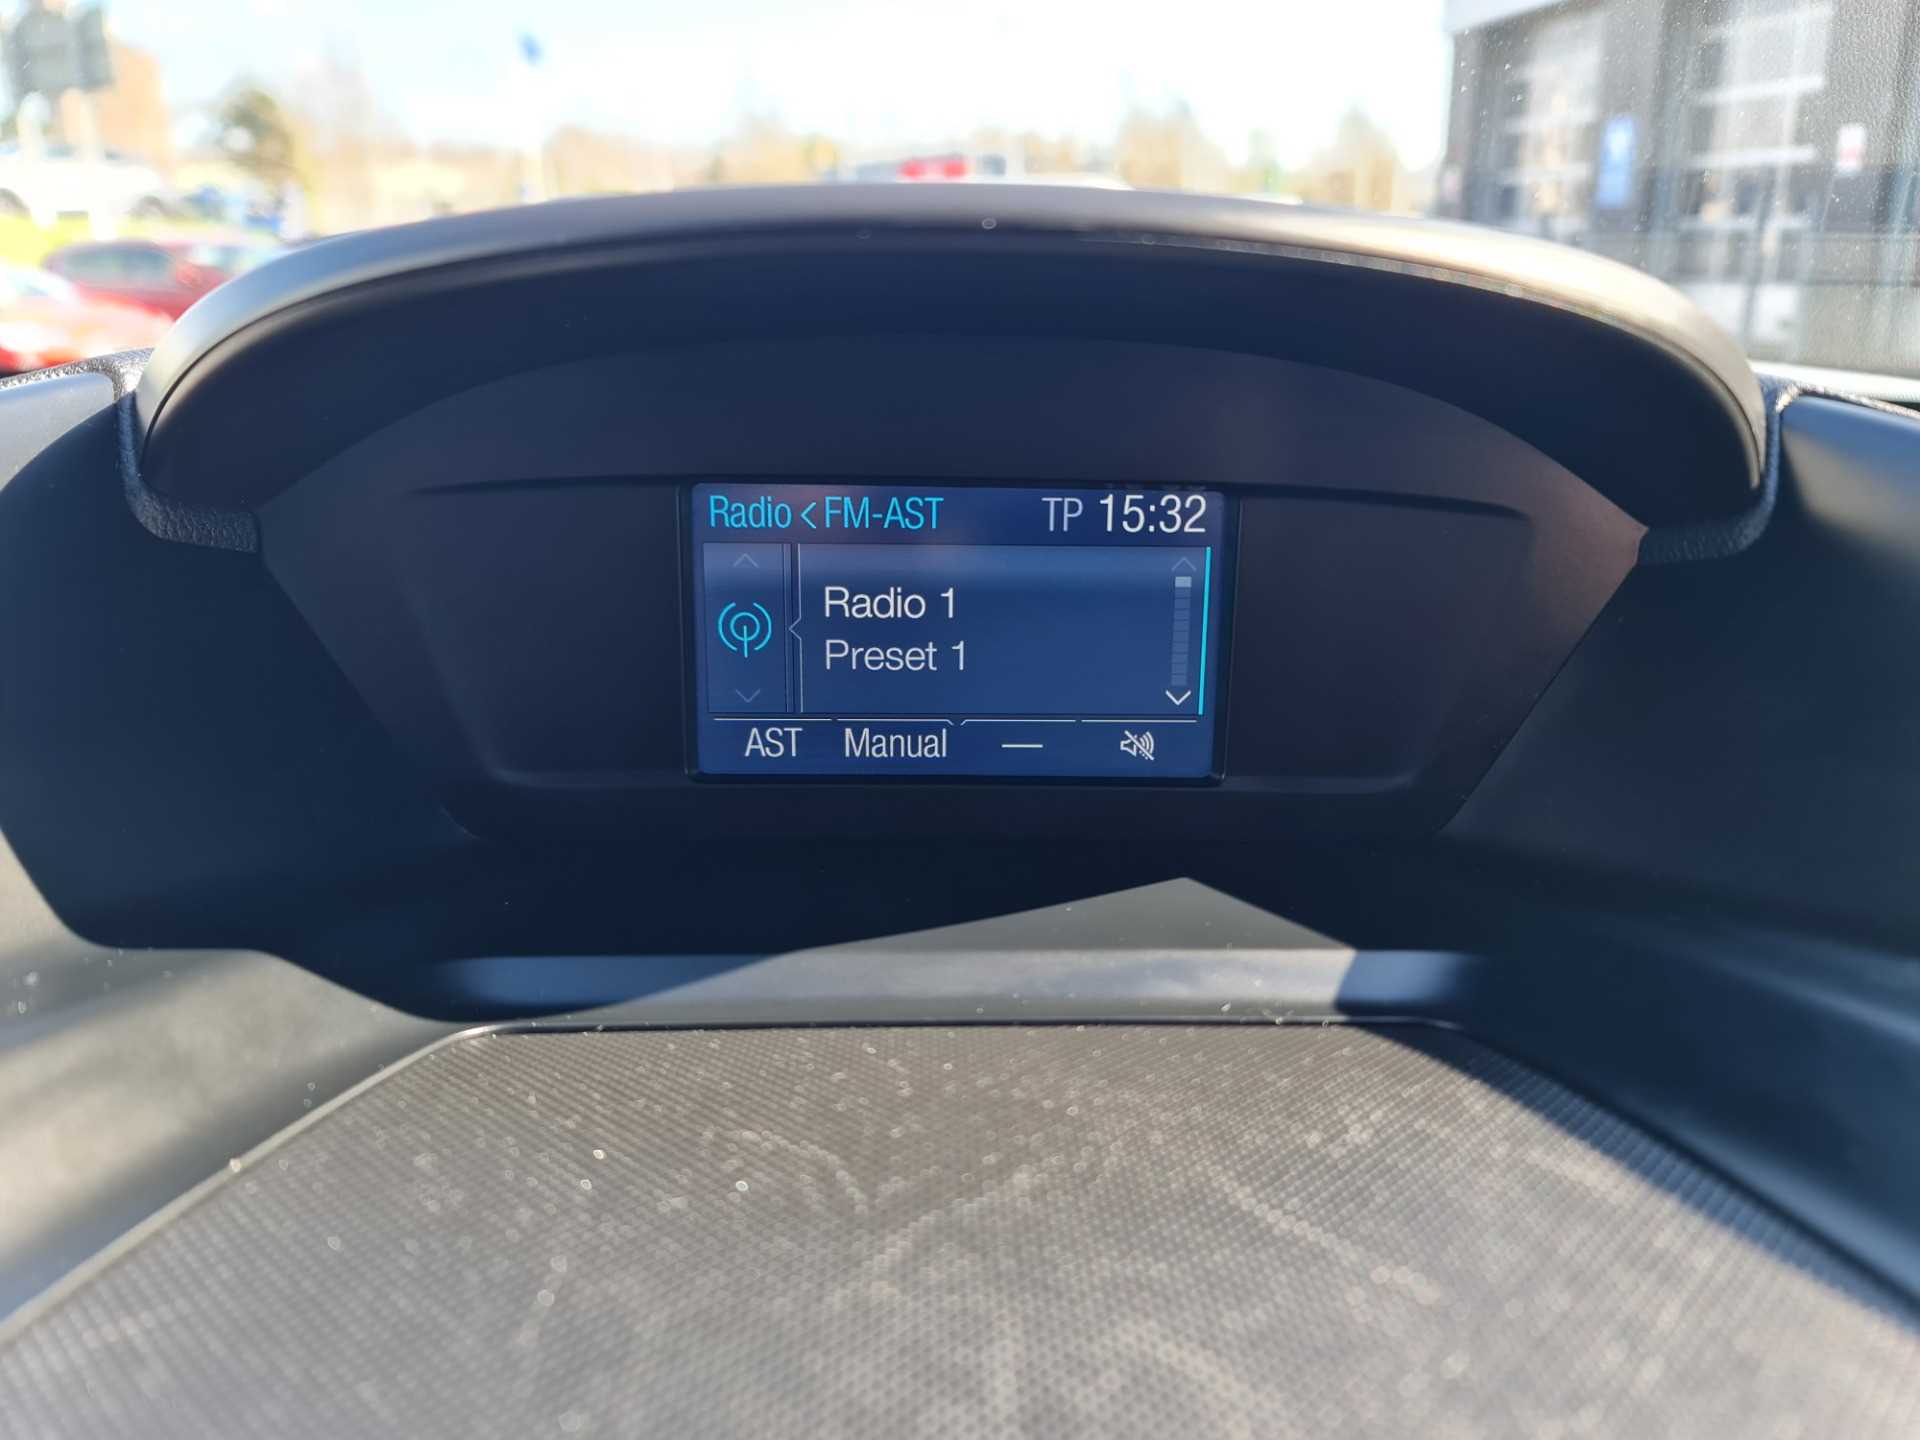 Radio < FM-AST TP 15:32
Radio 1
Preset 1
AST Manual —